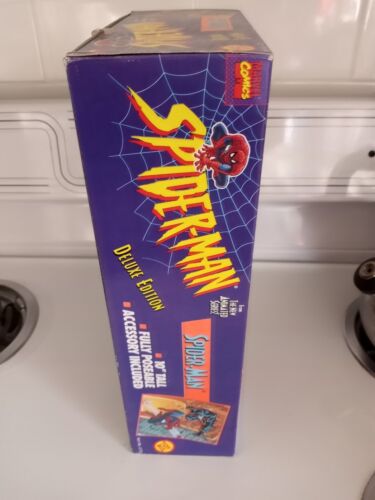 MARVEL
COMICS
SPIDER-MAN
DELUXE EDITION
From
THE NEW
ANIMATED
SERIES!
SPIDER-MAN
10" TALL
FULLY POSEABLE
ACCESSORY INCLUDED